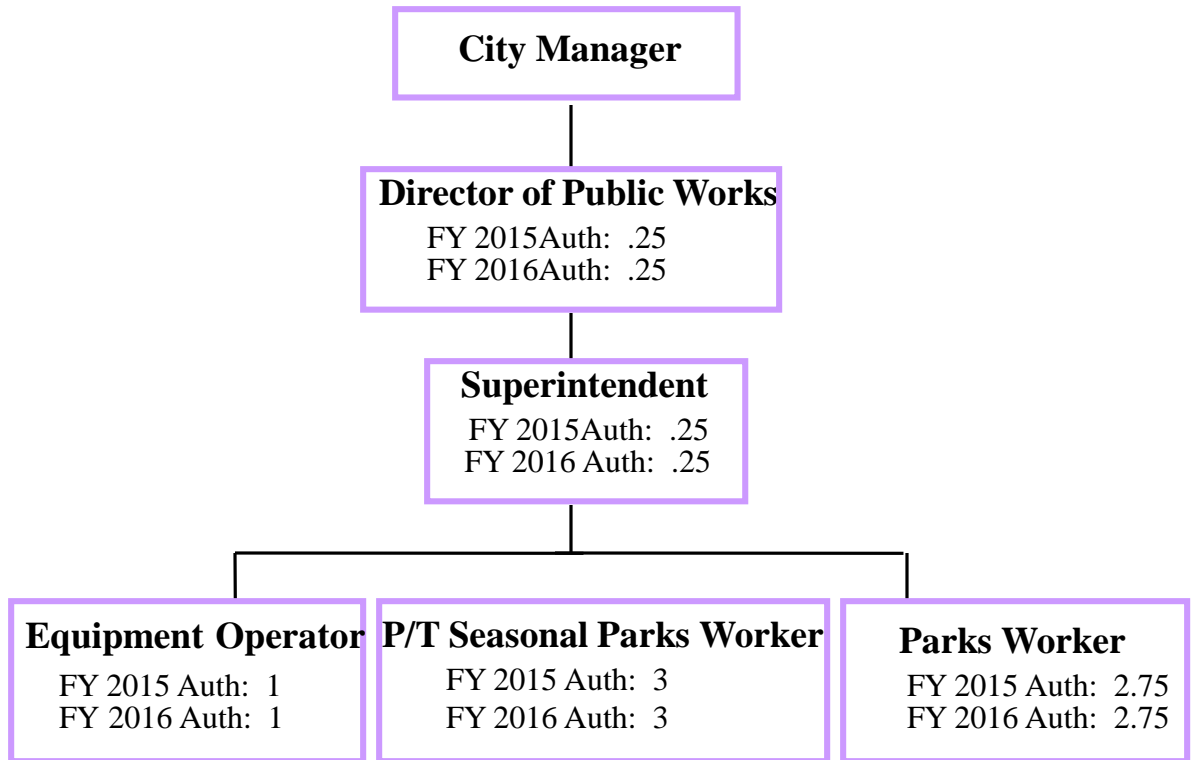 City Manager
Director of Public Works
FY 2015Auth: .25
FY 2016Auth: .25
Superintendent
FY 2015Auth: .25
FY 2016 Auth: .25
Equipment Operator
FY 2015 Auth: 1
FY 2016 Auth: 1
P/T Seasonal Parks Worker
FY 2015 Auth: 3
FY 2016 Auth: 3
Parks Worker
FY 2015 Auth: 2.75
FY 2016 Auth: 2.75